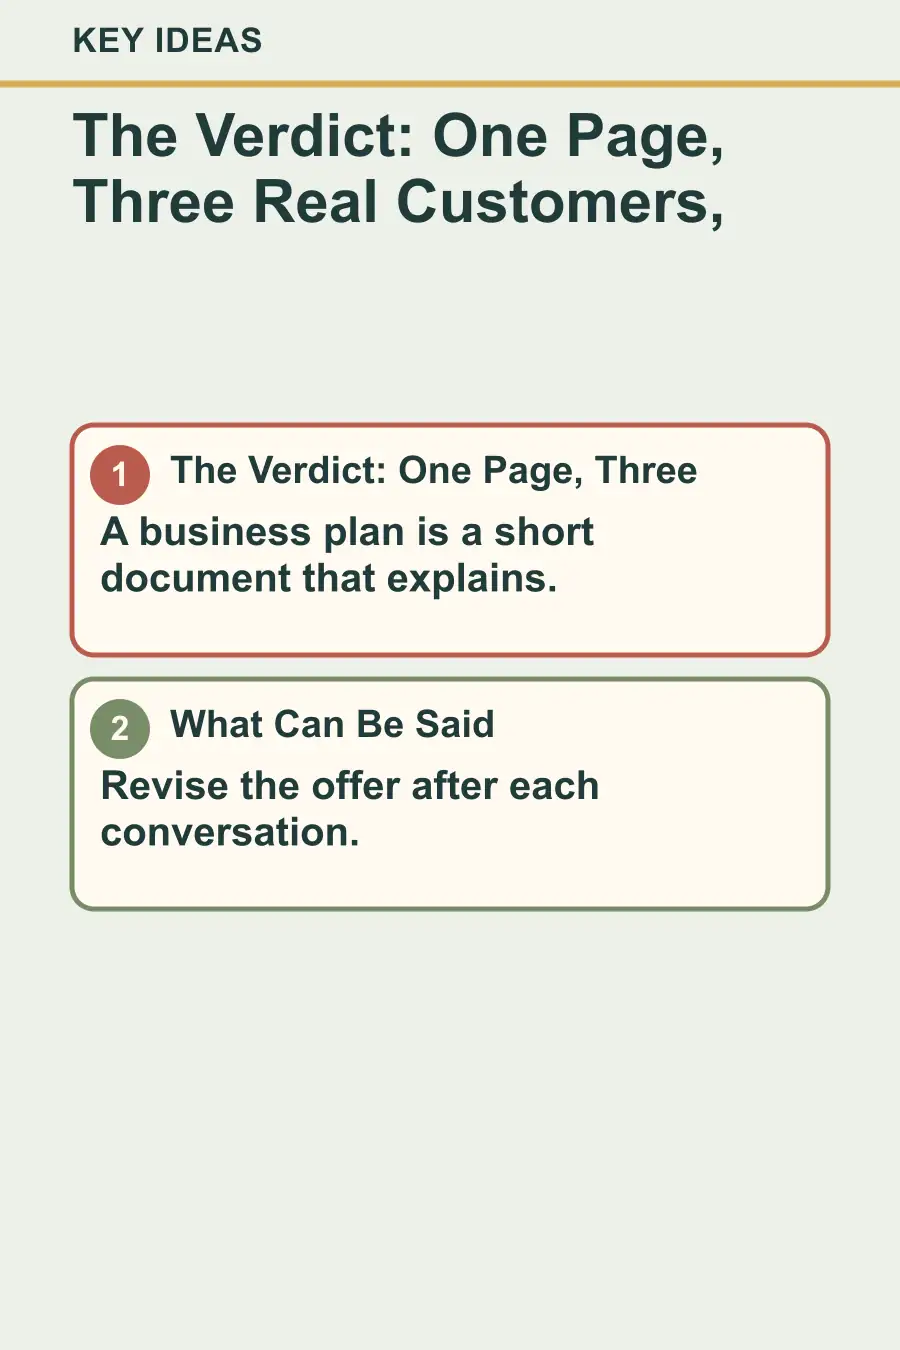 KEY IDEAS
The Verdict: One Page,
Three Real Customers,
1 The Verdict: One Page, Three
A business plan is a short
document that explains.
2 What Can Be Said
Revise the offer after each
conversation.